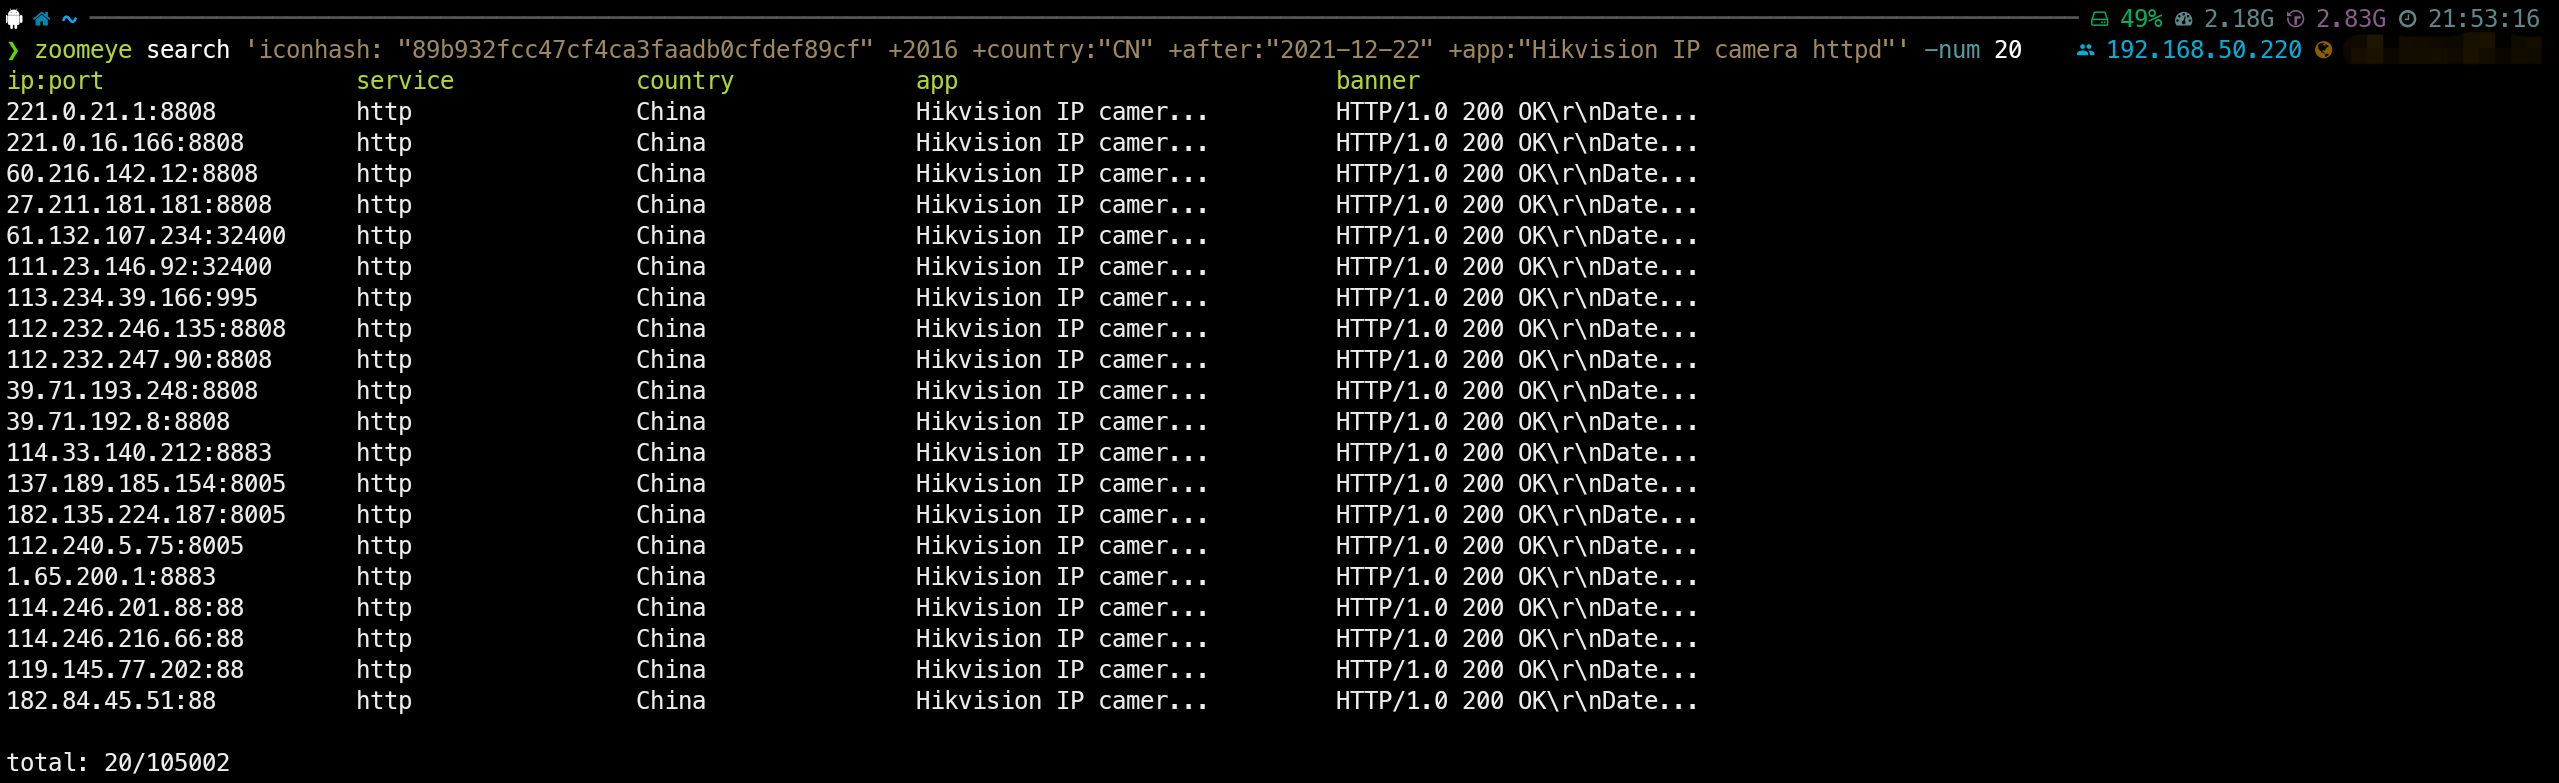 ~ 49% 2.18G 2.83G 21:53:16
❯ zoomeye search 'iconhash: "89b932fcc47cf4ca3faadb0cfdef89cf" +2016 +country:"CN" +after:"2021-12-22" +app:"Hikvision IP camera httpd"' -num 20 192.168.50.220
ip:port service country app banner
221.0.21.1:8808 http China Hikvision IP camer... HTTP/1.0 200 OK\r\nDate...
221.0.16.166:8808 http China Hikvision IP camer... HTTP/1.0 200 OK\r\nDate...
60.216.142.12:8808 http China Hikvision IP camer... HTTP/1.0 200 OK\r\nDate...
27.211.181.181:8808 http China Hikvision IP camer... HTTP/1.0 200 OK\r\nDate...
61.132.107.234:32400 http China Hikvision IP camer... HTTP/1.0 200 OK\r\nDate...
111.23.146.92:32400 http China Hikvision IP camer... HTTP/1.0 200 OK\r\nDate...
113.234.39.166:995 http China Hikvision IP camer... HTTP/1.0 200 OK\r\nDate...
112.232.246.135:8808 http China Hikvision IP camer... HTTP/1.0 200 OK\r\nDate...
112.232.247.90:8808 http China Hikvision IP camer... HTTP/1.0 200 OK\r\nDate...
39.71.193.248:8808 http China Hikvision IP camer... HTTP/1.0 200 OK\r\nDate...
39.71.192.8:8808 http China Hikvision IP camer... HTTP/1.0 200 OK\r\nDate...
114.33.140.212:8883 http China Hikvision IP camer... HTTP/1.0 200 OK\r\nDate...
137.189.185.154:8005 http China Hikvision IP camer... HTTP/1.0 200 OK\r\nDate...
182.135.224.187:8005 http China Hikvision IP camer... HTTP/1.0 200 OK\r\nDate...
112.240.5.75:8005 http China Hikvision IP camer... HTTP/1.0 200 OK\r\nDate...
1.65.200.1:8883 http China Hikvision IP camer... HTTP/1.0 200 OK\r\nDate...
114.246.201.88:88 http China Hikvision IP camer... HTTP/1.0 200 OK\r\nDate...
114.246.216.66:88 http China Hikvision IP camer... HTTP/1.0 200 OK\r\nDate...
119.145.77.202:88 http China Hikvision IP camer... HTTP/1.0 200 OK\r\nDate...
182.84.45.51:88 http China Hikvision IP camer... HTTP/1.0 200 OK\r\nDate...
total: 20/105002